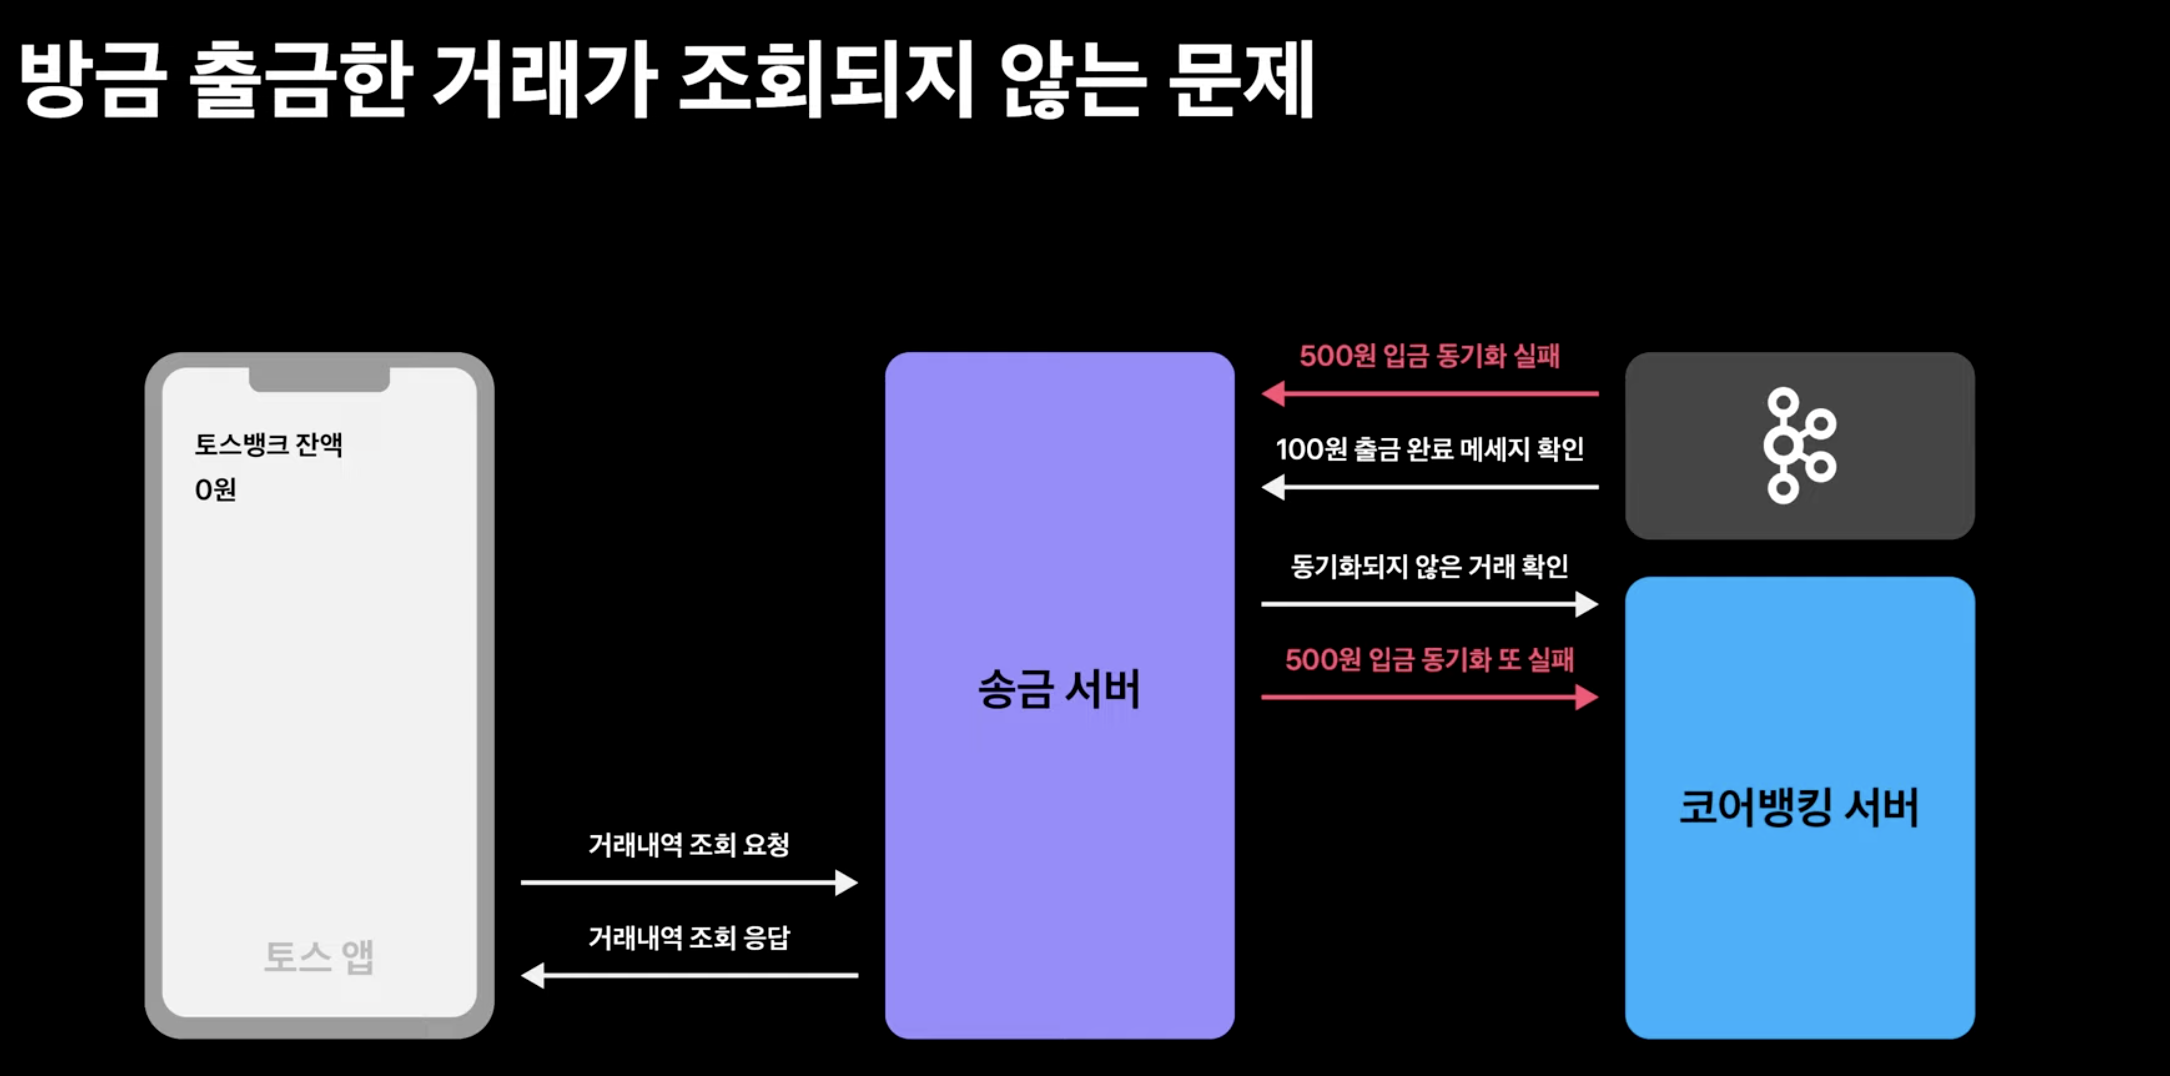 방금 출금한 거래가 조회되지 않는 문제
500원 입금 동기화 실패
100원 출금 완료 메세지 확인
토스뱅크 잔액
0원
동기화되지 않은 거래 확인
500원 입금 동기화 또 실패
송금 서버
코어뱅킹 서버
거래내역 조회 요청
거래내역 조회 응답
토스 앱